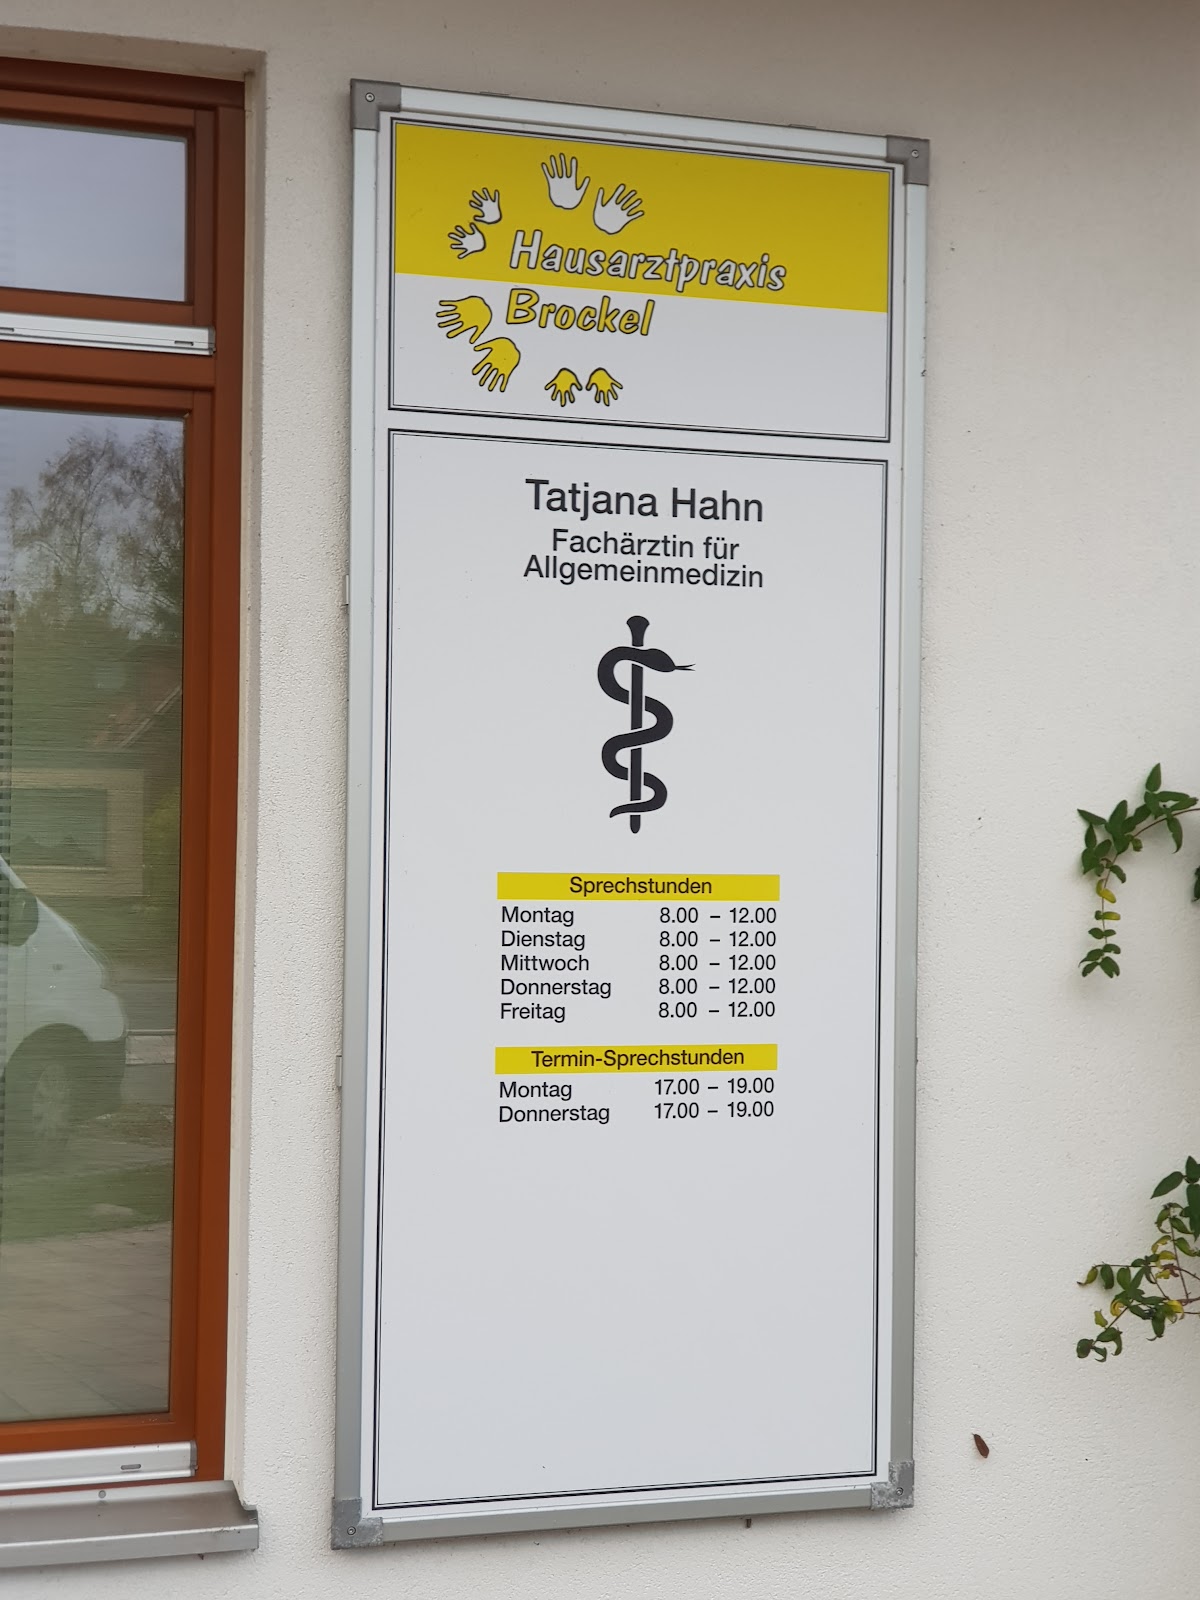 Hausarztpraxis
Brockel
Tatjana Hahn
Fachärztin für
Allgemeinmedizin
Sprechstunden
Montag 8.00 – 12.00
Dienstag 8.00 – 12.00
Mittwoch 8.00 – 12.00
Donnerstag 8.00 – 12.00
Freitag 8.00 – 12.00
Termin-Sprechstunden
Montag 17.00 – 19.00
Donnerstag 17.00 – 19.00